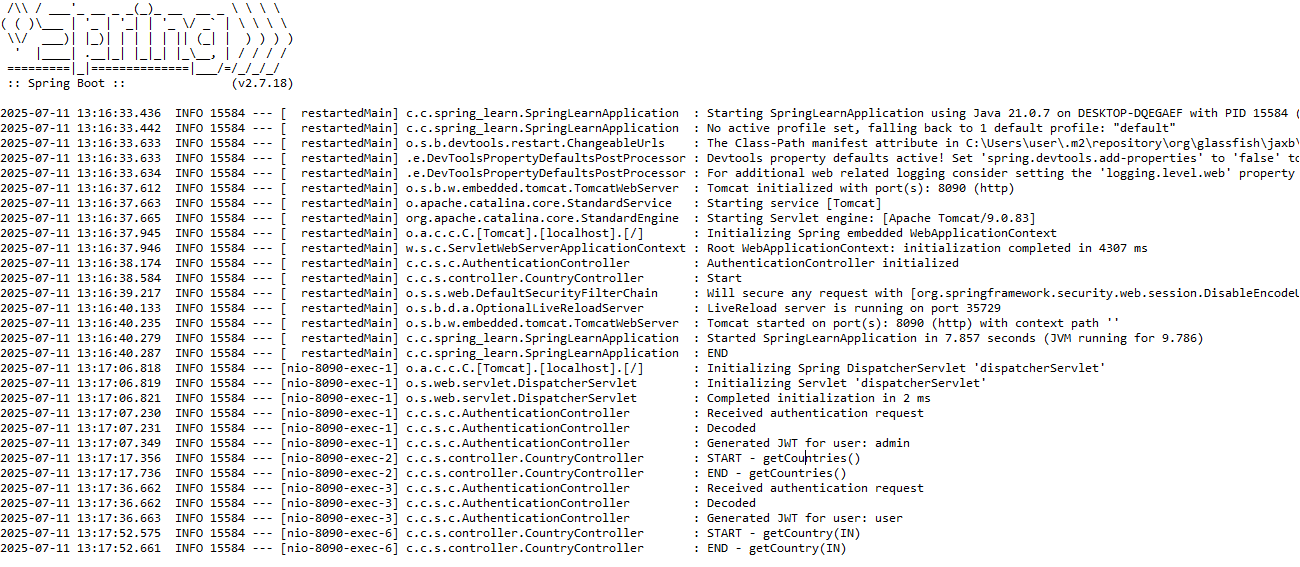 /\\ / ___'_ __ _ _(_)_ __  __ _ \ \ \ \
( ( )\___ | '_ | '_| | '_ \/ _` | \ \ \ \
 \\/  ___)| |_)| | | | | || (_| |  ) ) ) )
  '  |____| .__|_| |_|_| |_\__, | / / / /
 =========|_|==============|___/=/_/_/_/
 :: Spring Boot ::               (v2.7.18)
2025-07-11 13:16:33.436  INFO 15584 --- [  restartedMain] c.c.spring_learn.SpringLearnApplication  : Starting SpringLearnApplication using Java 21.0.7 on DESKTOP-DQEGAEF with PID 15584 (
2025-07-11 13:16:33.442  INFO 15584 --- [  restartedMain] c.c.spring_learn.SpringLearnApplication  : No active profile set, falling back to 1 default profile: "default"
2025-07-11 13:16:33.633  INFO 15584 --- [  restartedMain] o.s.b.devtools.restart.ChangeableUrls    : The Class-Path manifest attribute in C:\Users\user\.m2\repository\org\glassfish\jaxb\
2025-07-11 13:16:33.633  INFO 15584 --- [  restartedMain] .e.DevToolsPropertyDefaultsPostProcessor : Devtools property defaults active! Set 'spring.devtools.add-properties' to 'false' to
2025-07-11 13:16:33.634  INFO 15584 --- [  restartedMain] .e.DevToolsPropertyDefaultsPostProcessor : For additional web related logging consider setting the 'logging.level.web' property
2025-07-11 13:16:37.612  INFO 15584 --- [  restartedMain] o.s.b.w.embedded.tomcat.TomcatWebServer  : Tomcat initialized with port(s): 8090 (http)
2025-07-11 13:16:37.663  INFO 15584 --- [  restartedMain] o.apache.catalina.core.StandardService   : Starting service [Tomcat]
2025-07-11 13:16:37.665  INFO 15584 --- [  restartedMain] org.apache.catalina.core.StandardEngine  : Starting Servlet engine: [Apache Tomcat/9.0.83]
2025-07-11 13:16:37.945  INFO 15584 --- [  restartedMain] o.a.c.c.C.[Tomcat].[localhost].[/]       : Initializing Spring embedded WebApplicationContext
2025-07-11 13:16:37.946  INFO 15584 --- [  restartedMain] w.s.c.ServletWebServerApplicationContext : Root WebApplicationContext: initialization completed in 4307 ms
2025-07-11 13:16:38.174  INFO 15584 --- [  restartedMain] c.c.s.c.AuthenticationController         : AuthenticationController initialized
2025-07-11 13:16:38.584  INFO 15584 --- [  restartedMain] c.c.s.controller.CountryController       : Start
2025-07-11 13:16:39.217  INFO 15584 --- [  restartedMain] o.s.s.web.DefaultSecurityFilterChain     : Will secure any request with [org.springframework.security.web.session.DisableEncodeU
2025-07-11 13:16:40.133  INFO 15584 --- [  restartedMain] o.s.b.d.a.OptionalLiveReloadServer       : LiveReload server is running on port 35729
2025-07-11 13:16:40.235  INFO 15584 --- [  restartedMain] o.s.b.w.embedded.tomcat.TomcatWebServer  : Tomcat started on port(s): 8090 (http) with context path ''
2025-07-11 13:16:40.279  INFO 15584 --- [  restartedMain] c.c.spring_learn.SpringLearnApplication  : Started SpringLearnApplication in 7.857 seconds (JVM running for 9.786)
2025-07-11 13:16:40.287  INFO 15584 --- [  restartedMain] c.c.spring_learn.SpringLearnApplication  : END
2025-07-11 13:17:06.818  INFO 15584 --- [nio-8090-exec-1] o.a.c.c.C.[Tomcat].[localhost].[/]       : Initializing Spring DispatcherServlet 'dispatcherServlet'
2025-07-11 13:17:06.819  INFO 15584 --- [nio-8090-exec-1] o.s.web.servlet.DispatcherServlet        : Initializing Servlet 'dispatcherServlet'
2025-07-11 13:17:06.821  INFO 15584 --- [nio-8090-exec-1] o.s.web.servlet.DispatcherServlet        : Completed initialization in 2 ms
2025-07-11 13:17:07.230  INFO 15584 --- [nio-8090-exec-1] c.c.s.c.AuthenticationController         : Received authentication request
2025-07-11 13:17:07.231  INFO 15584 --- [nio-8090-exec-1] c.c.s.c.AuthenticationController         : Decoded
2025-07-11 13:17:07.349  INFO 15584 --- [nio-8090-exec-1] c.c.s.c.AuthenticationController         : Generated JWT for user: admin
2025-07-11 13:17:17.356  INFO 15584 --- [nio-8090-exec-2] c.c.s.controller.CountryController       : START - getCountries()
2025-07-11 13:17:17.736  INFO 15584 --- [nio-8090-exec-2] c.c.s.controller.CountryController       : END - getCountries()
2025-07-11 13:17:36.662  INFO 15584 --- [nio-8090-exec-3] c.c.s.c.AuthenticationController         : Received authentication request
2025-07-11 13:17:36.662  INFO 15584 --- [nio-8090-exec-3] c.c.s.c.AuthenticationController         : Decoded
2025-07-11 13:17:36.663  INFO 15584 --- [nio-8090-exec-3] c.c.s.c.AuthenticationController         : Generated JWT for user: user
2025-07-11 13:17:52.575  INFO 15584 --- [nio-8090-exec-6] c.c.s.controller.CountryController       : START - getCountry(IN)
2025-07-11 13:17:52.661  INFO 15584 --- [nio-8090-exec-6] c.c.s.controller.CountryController       : END - getCountry(IN)